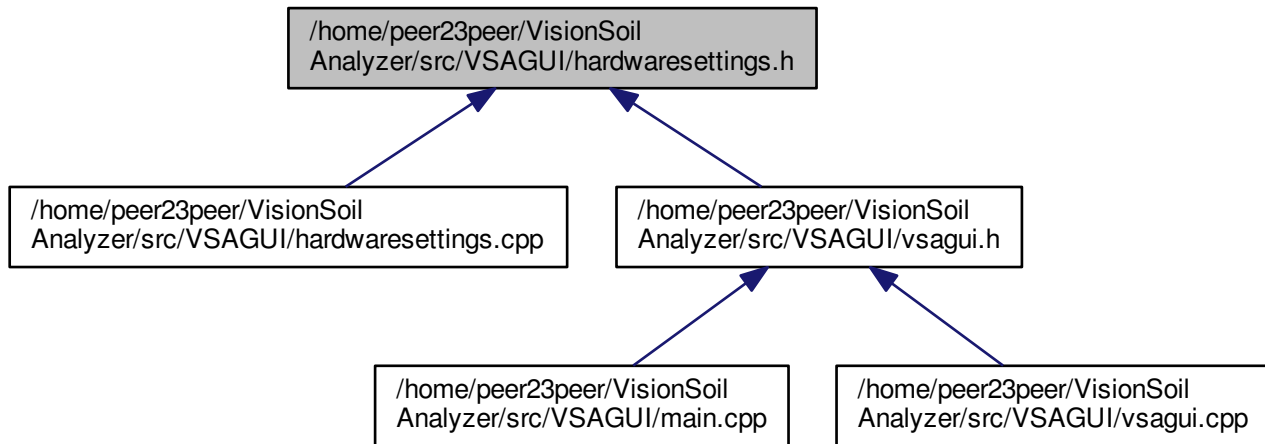 /home/peer23peer/VisionSoil
Analyzer/src/VSAGUI/hardwaresettings.h
/home/peer23peer/VisionSoil
Analyzer/src/VSAGUI/hardwaresettings.cpp
/home/peer23peer/VisionSoil
Analyzer/src/VSAGUI/vsagui.h
/home/peer23peer/VisionSoil
Analyzer/src/VSAGUI/main.cpp
/home/peer23peer/VisionSoil
Analyzer/src/VSAGUI/vsagui.cpp